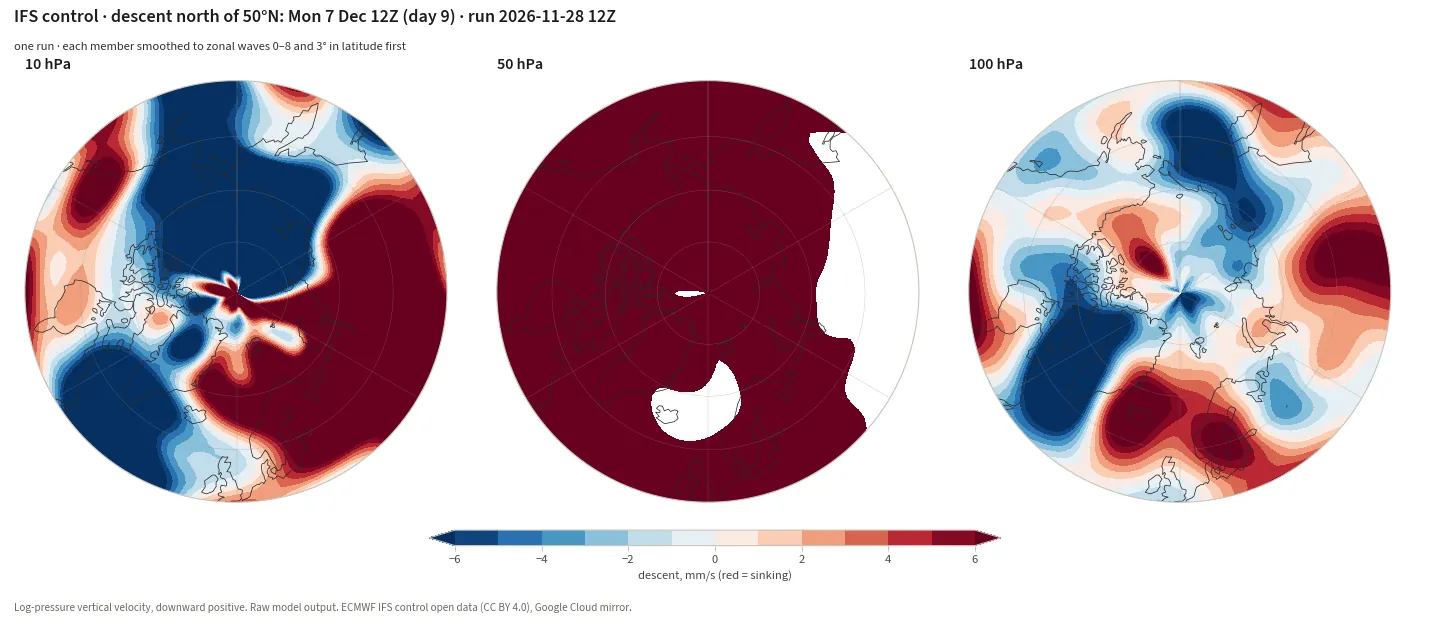 IFS control · descent north of 50°N: Mon 7 Dec 12Z (day 9) · run 2026-11-28 12Z
one run · each member smoothed to zonal waves 0–8 and 3° in latitude first
10 hPa
50 hPa
100 hPa
−6 −4 −2 0 2 4 6
descent, mm/s (red = sinking)
Log-pressure vertical velocity, downward positive. Raw model output. ECMWF IFS control open data (CC BY 4.0), Google Cloud mirror.